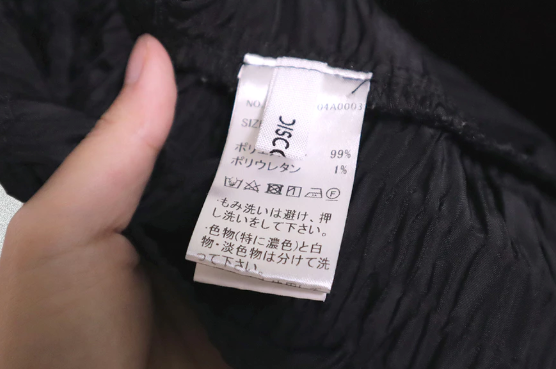 NO 04A0001
SIZE
DISCO
ポリエ 99%
ポリウレタン 1%
もみ洗いは避け、押
し洗いをして下さい。
色物(特に濃色)と白
物・淡色物は分けて洗
って下さい。